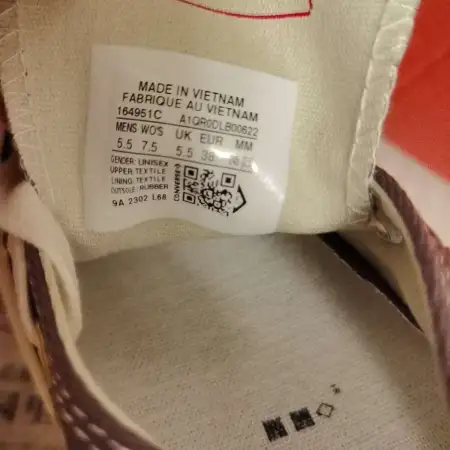 MADE IN VIETNAM
FABRIQUE AU VIETNAM
164951C A1QR0DLB00622
MENS WO'S UK EUR MM
5.5 7.5 5.5 38
GENDER: UNISEX
UPPER: TEXTILE
LINING: TEXTILE
OUTSOLE: RUBBER
9A 2302 L68